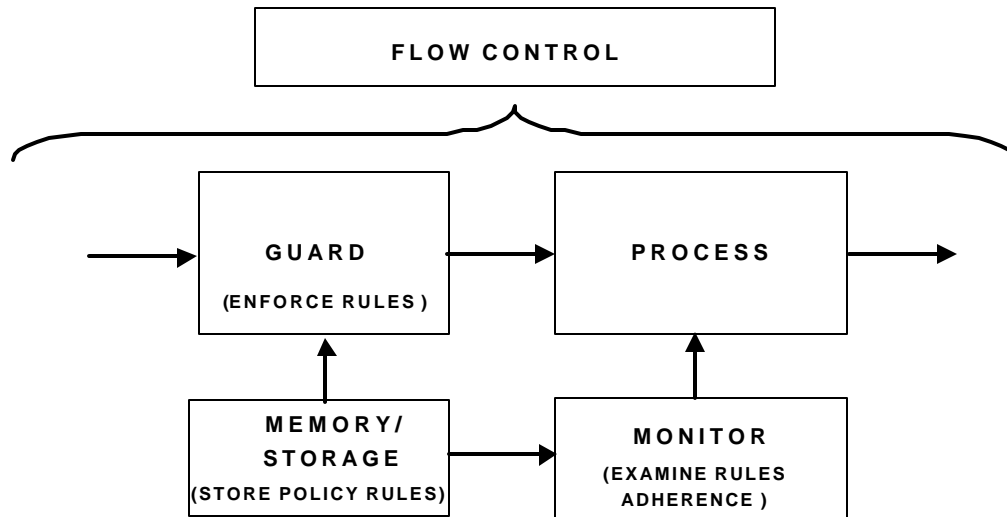 FLOW CONTROL
GUARD
(ENFORCE RULES )
PROCESS
MEMORY/
STORAGE
(STORE POLICY RULES)
MONITOR
(EXAMINE RULES
ADHERENCE )